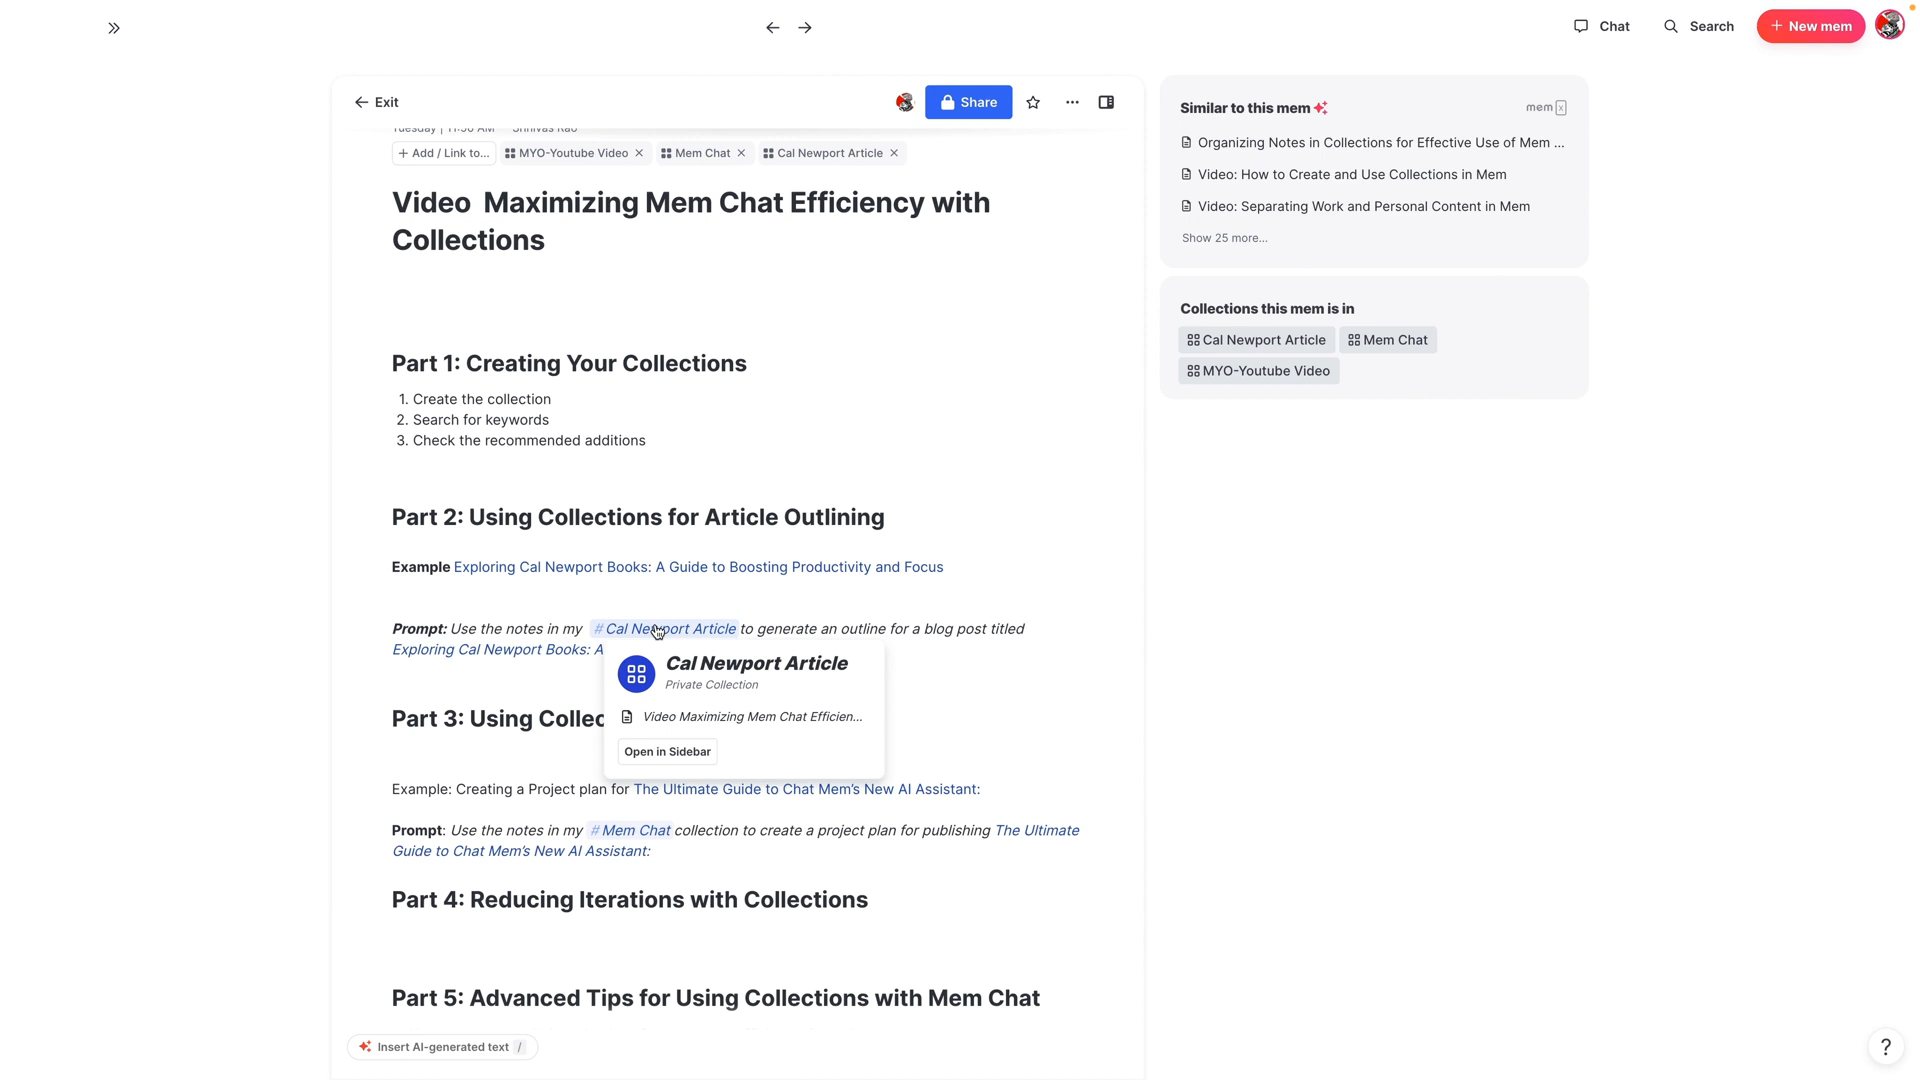 Chat
Search
+ New mem
Exit
Share
Tuesday | 11:50 AM Srinivas Rao
+ Add / Link to...
MYO-Youtube Video ×
Mem Chat ×
Cal Newport Article ×
Video  Maximizing Mem Chat Efficiency with
Collections
Part 1: Creating Your Collections
1. Create the collection
2. Search for keywords
3. Check the recommended additions
Part 2: Using Collections for Article Outlining
Example Exploring Cal Newport Books: A Guide to Boosting Productivity and Focus
Prompt: Use the notes in my #Cal Newport Article to generate an outline for a blog post titled
Exploring Cal Newport Books: A
Cal Newport Article
Private Collection
Video Maximizing Mem Chat Efficien...
Open in Sidebar
Part 3: Using Collec
Example: Creating a Project plan for The Ultimate Guide to Chat Mem's New AI Assistant:
Prompt: Use the notes in my #Mem Chat collection to create a project plan for publishing The Ultimate
Guide to Chat Mem's New AI Assistant:
Part 4: Reducing Iterations with Collections
Part 5: Advanced Tips for Using Collections with Mem Chat
Insert AI-generated text /
Similar to this mem
mem x
Organizing Notes in Collections for Effective Use of Mem ...
Video: How to Create and Use Collections in Mem
Video: Separating Work and Personal Content in Mem
Show 25 more...
Collections this mem is in
Cal Newport Article
Mem Chat
MYO-Youtube Video
?